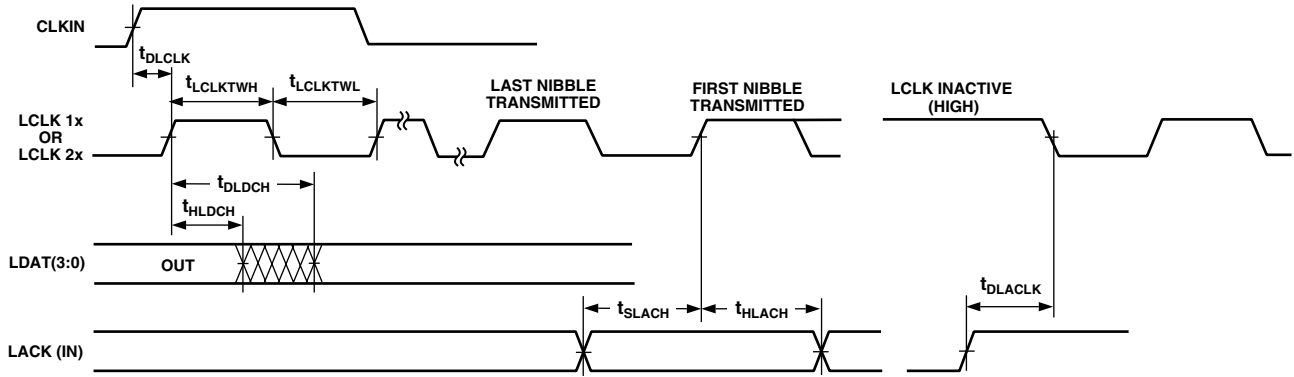 CLKIN
tDLCLK
tLCLKTWH
tLCLKTWL
LAST NIBBLE
TRANSMITTED
FIRST NIBBLE
TRANSMITTED
LCLK INACTIVE
(HIGH)
LCLK 1x
OR
LCLK 2x
tDLDCH
tHLDCH
LDAT(3:0)
OUT
tSLACH
tHLACH
tDLACLK
LACK (IN)